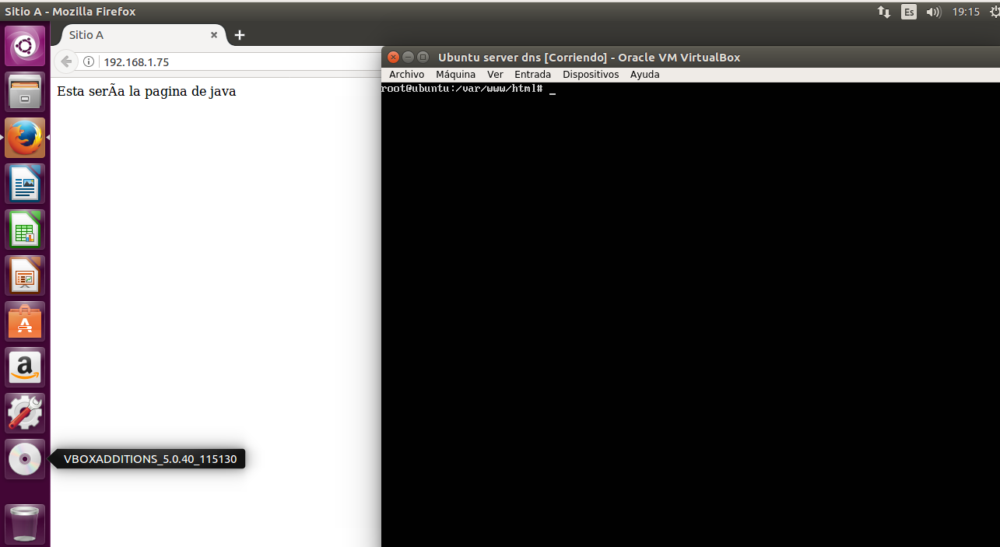 Sitio A - Mozilla Firefox
Es
19:15
Sitio A
192.168.1.75
Esta serÃa la pagina de java
Ubuntu server dns [Corriendo] - Oracle VM VirtualBox
Archivo Máquina Ver Entrada Dispositivos Ayuda
root@ubuntu:/var/www/html# _
VBOXADDITIONS_5.0.40_115130